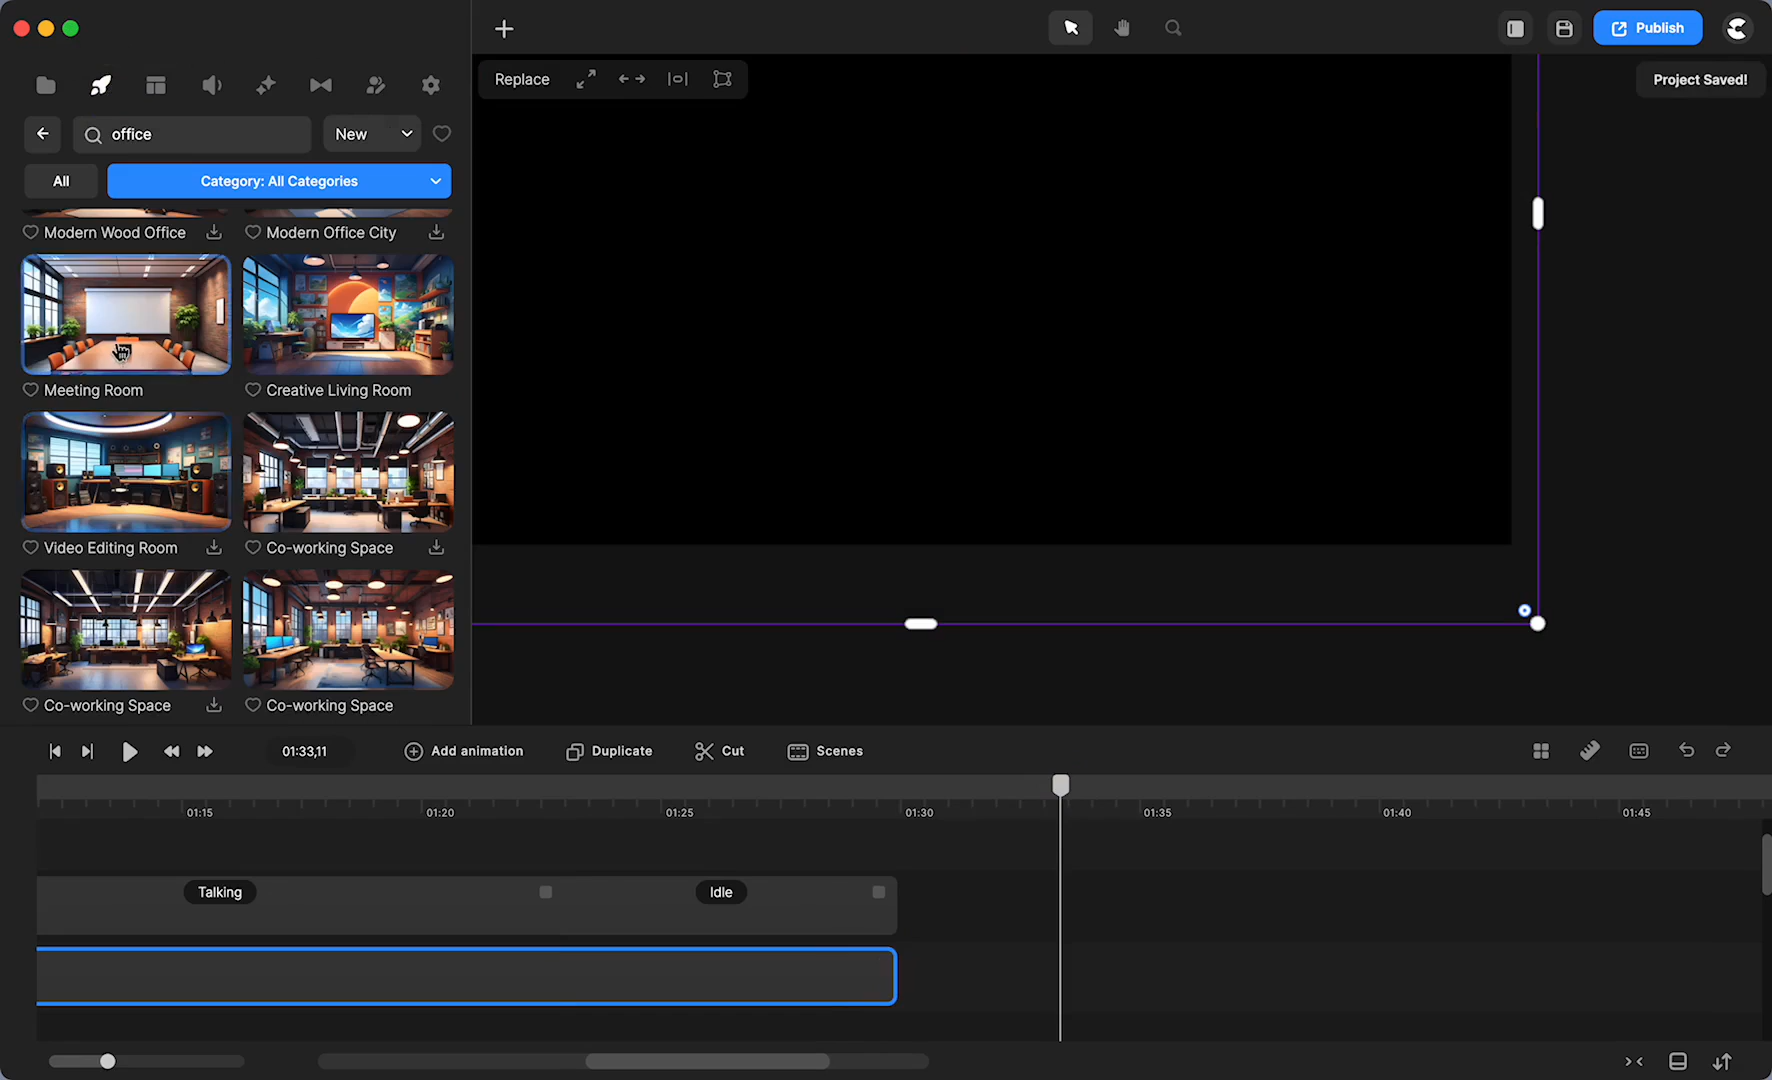 Publish
Replace
Project Saved!
office
New
All
Category: All Categories
Modern Wood Office
Modern Office City
Meeting Room
Creative Living Room
Video Editing Room
Co-working Space
Co-working Space
Co-working Space
01:33,11
Add animation
Duplicate
Cut
Scenes
01:15
01:20
01:25
01:30
01:35
01:40
01:45
Talking
Idle